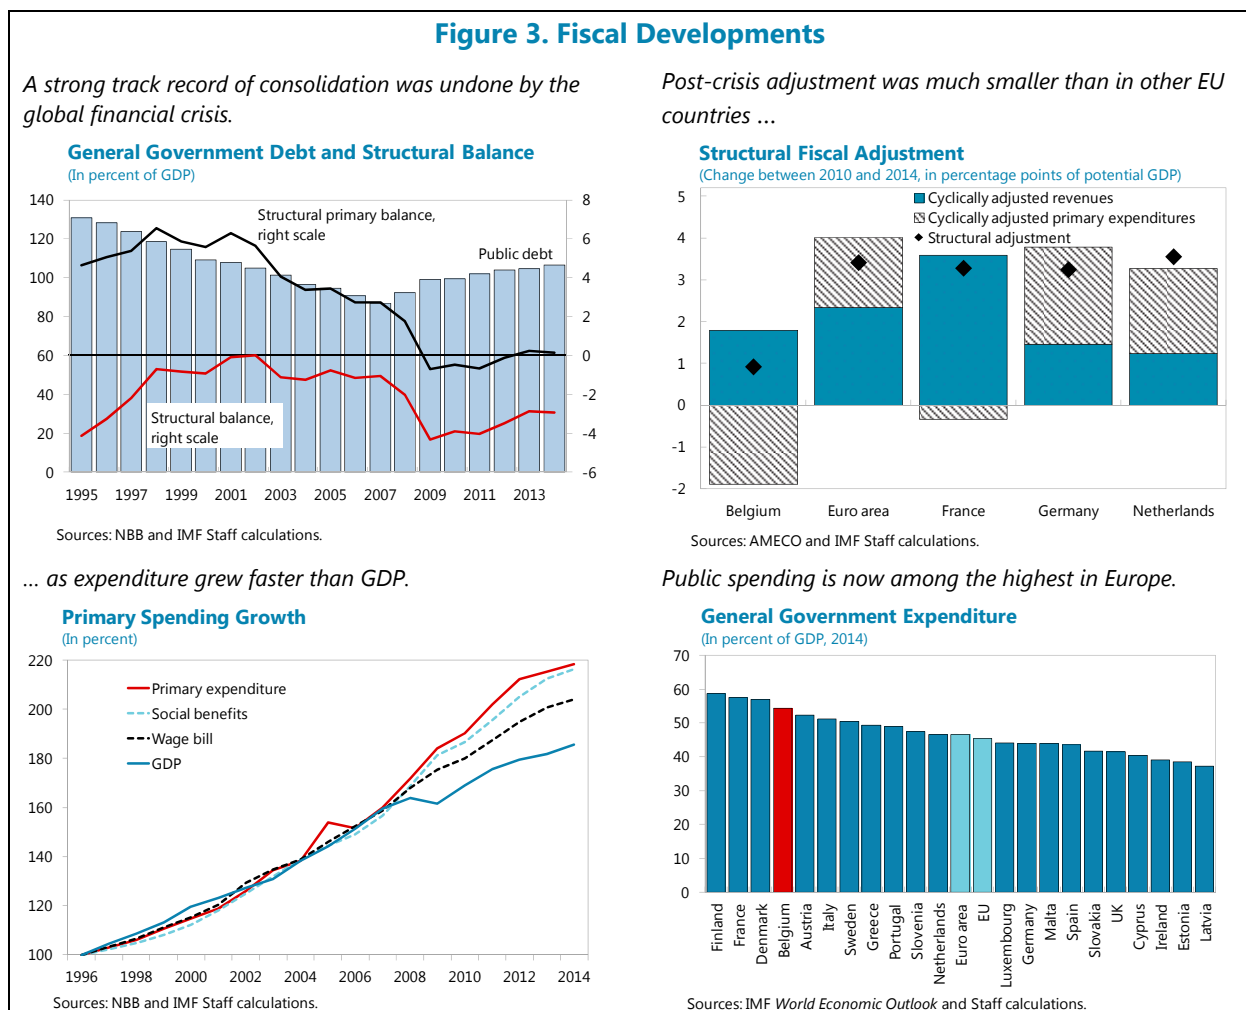 Figure 3. Fiscal Developments
A strong track record of consolidation was undone by the
global financial crisis.
General Government Debt and Structural Balance
(In percent of GDP)
140
120
100
80
60
40
20
0
8
6
4
2
0
-2
-4
-6
Structural primary balance,
right scale
Public debt
Structural balance,
right scale
1995 1997 1999 2001 2003 2005 2007 2009 2011 2013
Sources: NBB and IMF Staff calculations.
Post-crisis adjustment was much smaller than in other EU
countries ...
Structural Fiscal Adjustment
(Change between 2010 and 2014, in percentage points of potential GDP)
5
4
3
2
1
0
-1
-2
Cyclically adjusted revenues
Cyclically adjusted primary expenditures
Structural adjustment
Belgium Euro area France Germany Netherlands
Sources: AMECO and IMF Staff calculations.
... as expenditure grew faster than GDP.
Primary Spending Growth
(In percent)
220
200
180
160
140
120
100
Primary expenditure
Social benefits
Wage bill
GDP
1996 1998 2000 2002 2004 2006 2008 2010 2012 2014
Sources: NBB and IMF Staff calculations.
Public spending is now among the highest in Europe.
General Government Expenditure
(In percent of GDP, 2014)
70
60
50
40
30
20
10
0
Finland
France
Denmark
Belgium
Austria
Italy
Sweden
Greece
Portugal
Slovenia
Netherlands
Euro area
EU
Luxembourg
Germany
Malta
Spain
Slovakia
UK
Cyprus
Ireland
Estonia
Latvia
Sources: IMF World Economic Outlook and Staff calculations.